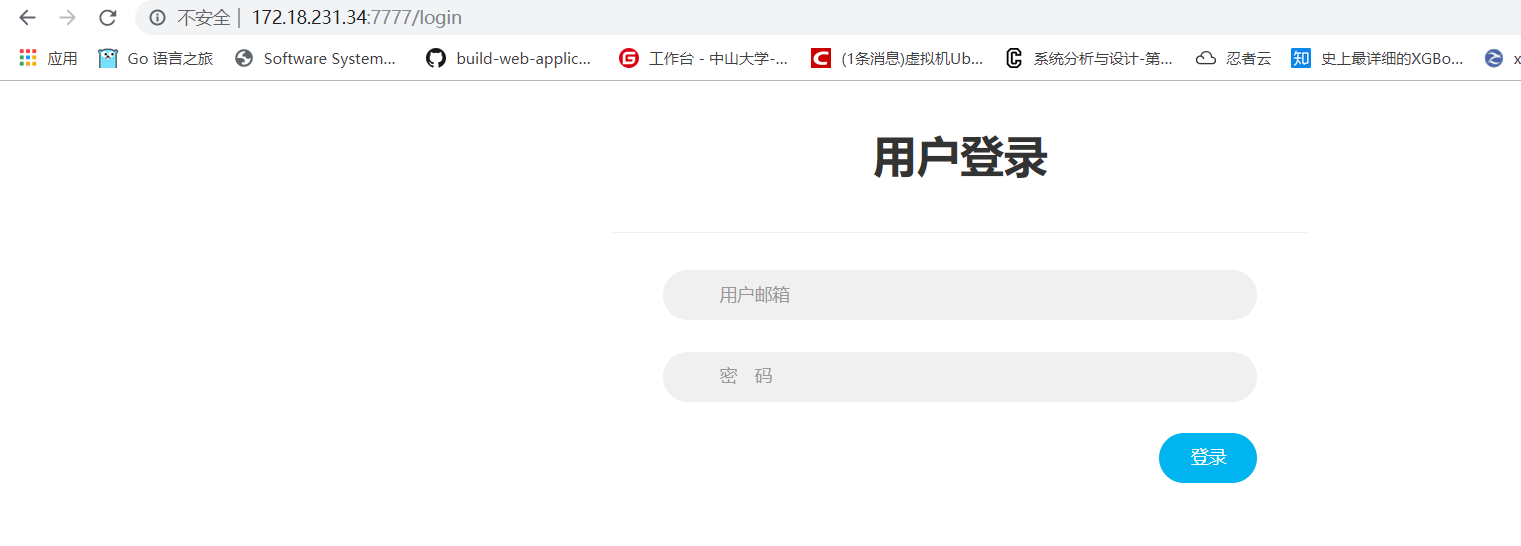 不安全 | 172.18.231.34:7777/login
应用 Go 语言之旅 Software System... build-web-applic... 工作台 - 中山大学-... (1条消息)虚拟机Ub... 系统分析与设计-第... 忍者云 知 史上最详细的XGBo... x
用户登录
用户邮箱
密 码
登录